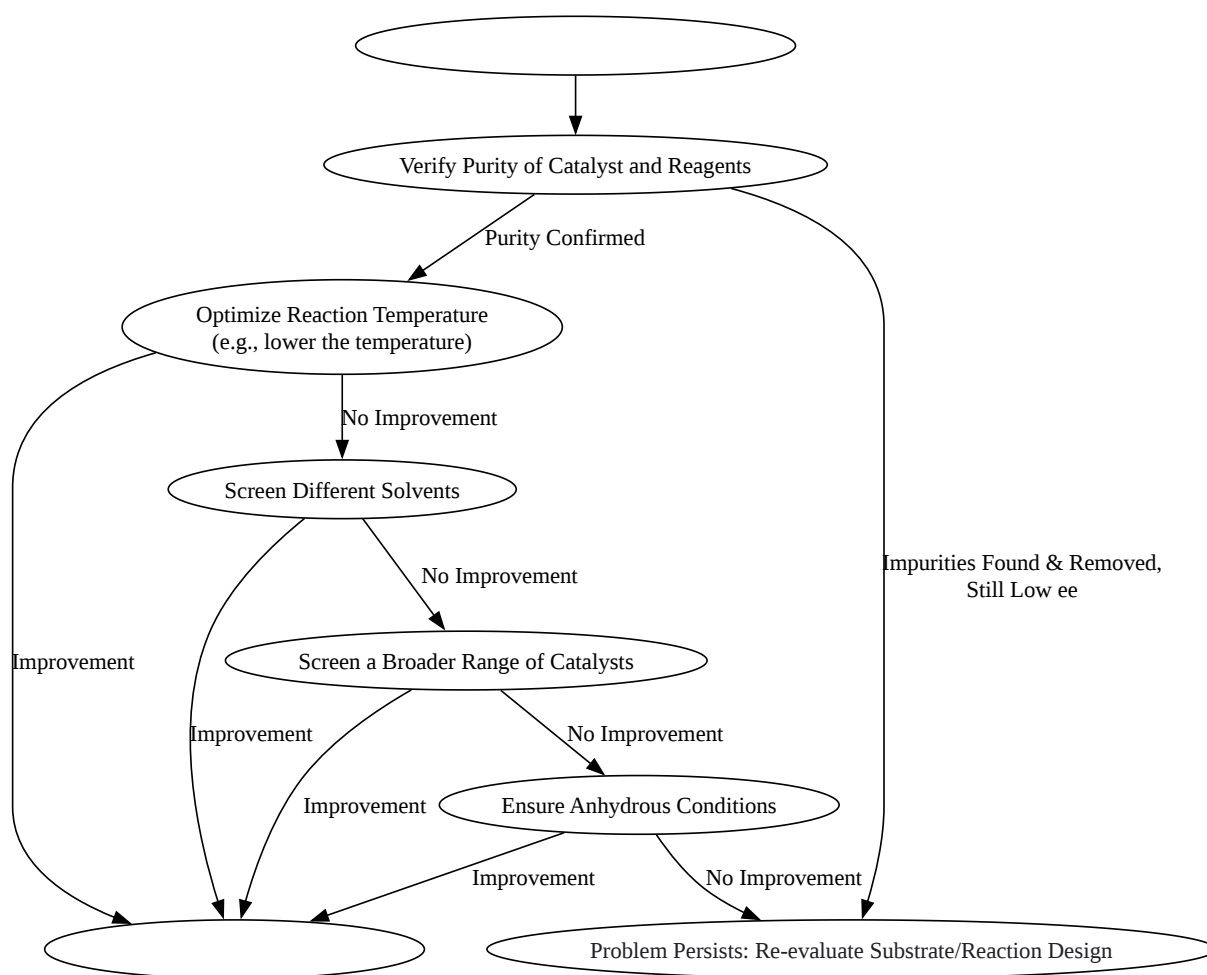 Verify Purity of Catalyst and Reagents
Purity Confirmed
Optimize Reaction Temperature
(e.g., lower the temperature)
No Improvement
Screen Different Solvents
Impurities Found & Removed,
Still Low ee
No Improvement
Screen a Broader Range of Catalysts
Improvement
Improvement
No Improvement
Improvement
Ensure Anhydrous Conditions
Improvement
No Improvement
Problem Persists: Re-evaluate Substrate/Reaction Design